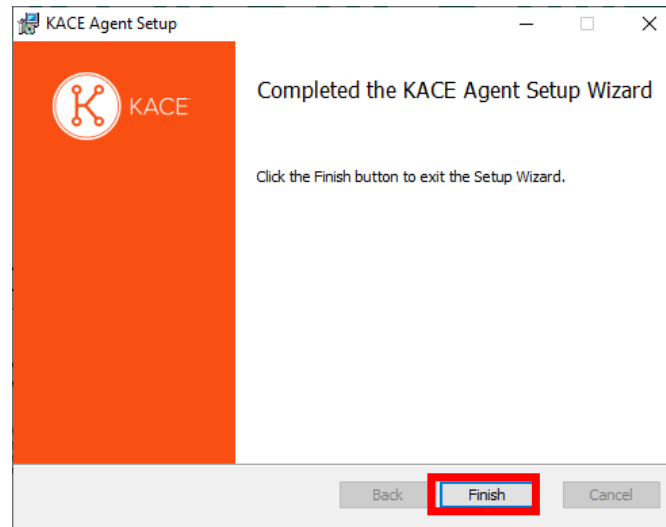 KACE Agent Setup
KACE
Completed the KACE Agent Setup Wizard
Click the Finish button to exit the Setup Wizard.
Back
Finish
Cancel